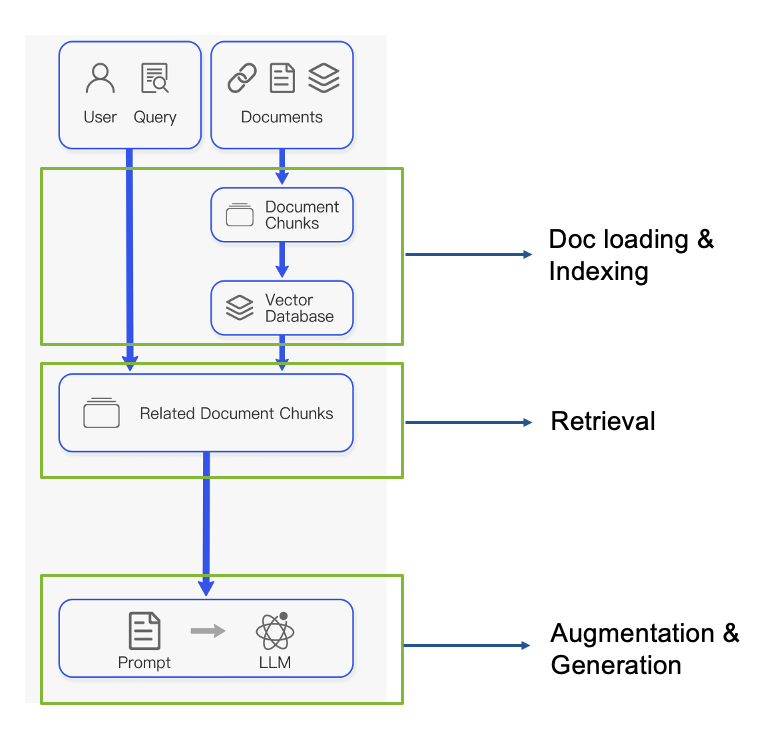 User Query
Documents
Document
Chunks
Vector
Database
Doc loading &
Indexing
Related Document Chunks
Retrieval
Prompt
LLM
Augmentation &
Generation